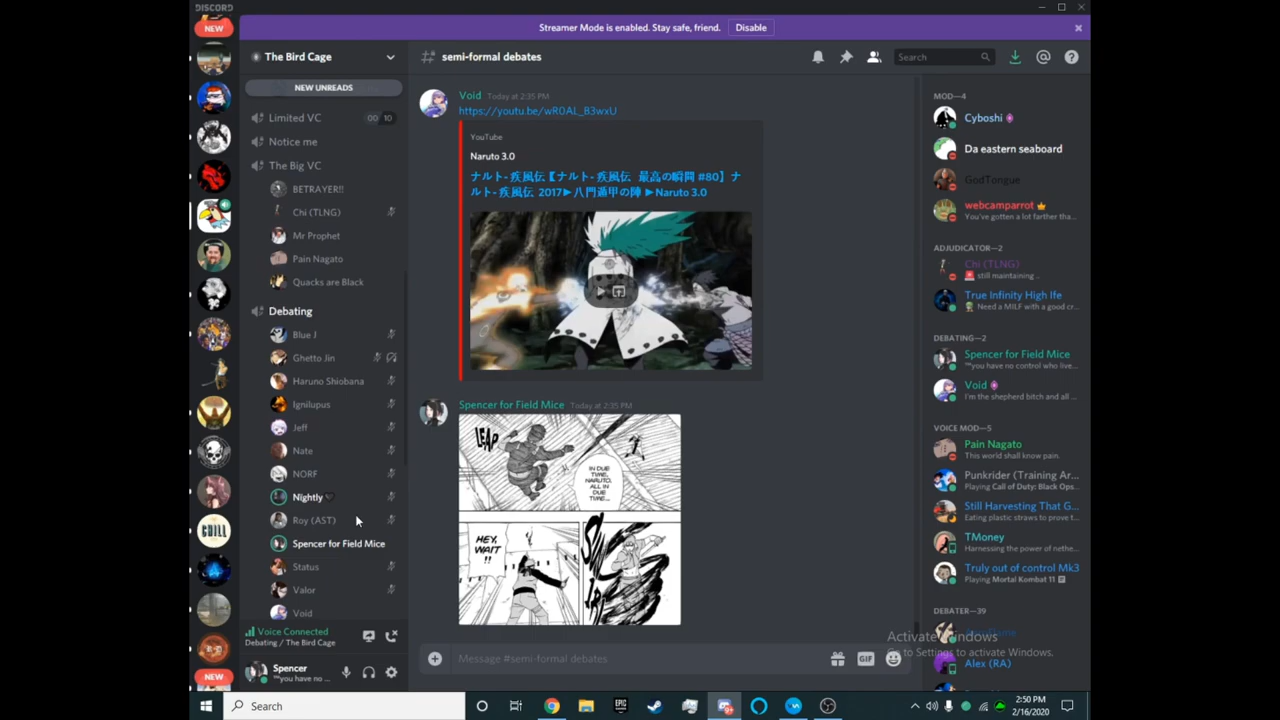 DISCORD
NEW
Streamer Mode is enabled. Stay safe, friend. Disable
The Bird Cage
NEW UNREADS
Limited VC 00 10
Notice me
The Big VC
BETRAYER!!
Chi (TLNG)
Mr Prophet
Pain Nagato
Quacks are Black
Debating
Blue J
Ghetto Jin
Haruno Shiobana
Ignilupus
Jeff
Nate
NORF
Nightly
Roy (AST)
Spencer for Field Mice
Status
Valor
Void
Voice Connected
Debating / The Bird Cage
Spencer
"you have no ...
CHILL
NEW
# semi-formal debates
Search
Void Today at 2:35 PM
https://youtu.be/wR0AL_B3wxU
YouTube
Naruto 3.0
ナルト- 疾風伝【ナルト- 疾風伝 最高の瞬間 #80】ナ
ルト- 疾風伝 2017►八門遁甲の陣 ►Naruto 3.0
Spencer for Field Mice Today at 2:35 PM
LEAP
IN DUE
TIME,
NARUTO,
ALL IN
DUE
TIME...
HEY,
WAIT
!!
Message #semi-formal debates
GIF
MOD—4
Cyboshi
Da eastern seaboard
GodTongue
webcamparrot
You've gotten a lot farther tha...
ADJUDICATOR—2
Chi (TLNG)
still maintaining ..
True Infinity High Ife
Need a MILF with a good cr...
DEBATING—2
Spencer for Field Mice
"you have no control who live...
Void
I'm the shepherd bitch and all ...
VOICE MOD—5
Pain Nagato
This world shall know pain.
Punkrider (Training Ar...
Playing Call of Duty: Black Ops...
Still Harvesting That G...
Eating plastic straws to prove t...
TMoney
Harnessing the power of nethe...
Truly out of control Mk3
Playing Mortal Kombat 11
DEBATER—39
Alex (RA)
Activate Windows
Go to Settings to activate Windows.
Search
EPIC
2:50 PM
2/16/2020